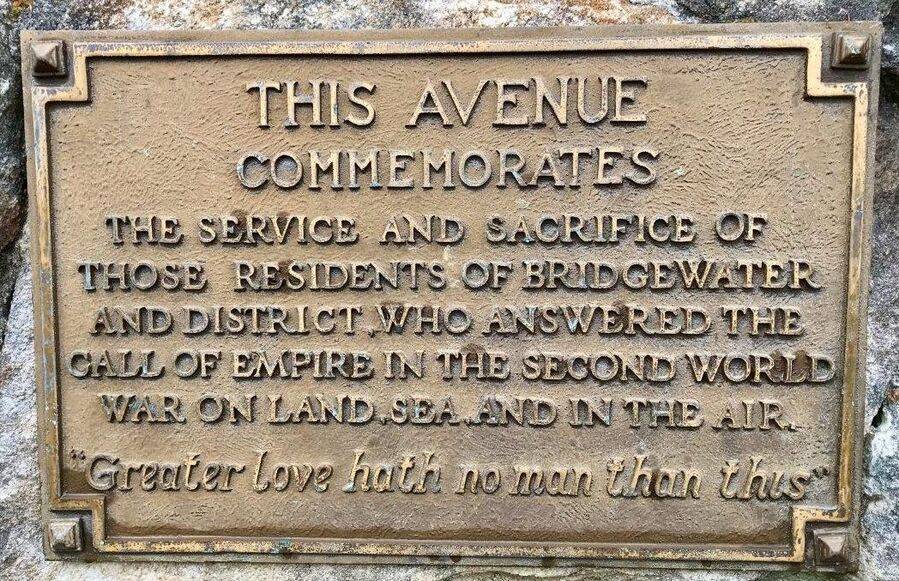 THIS AVENUE
COMMEMORATES
THE SERVICE AND SACRIFICE OF
THOSE RESIDENTS OF BRIDGEWATER
AND DISTRICT, WHO ANSWERED THE
CALL OF EMPIRE IN THE SECOND WORLD
WAR ON LAND, SEA, AND IN THE AIR.
"Greater love hath no man than this"